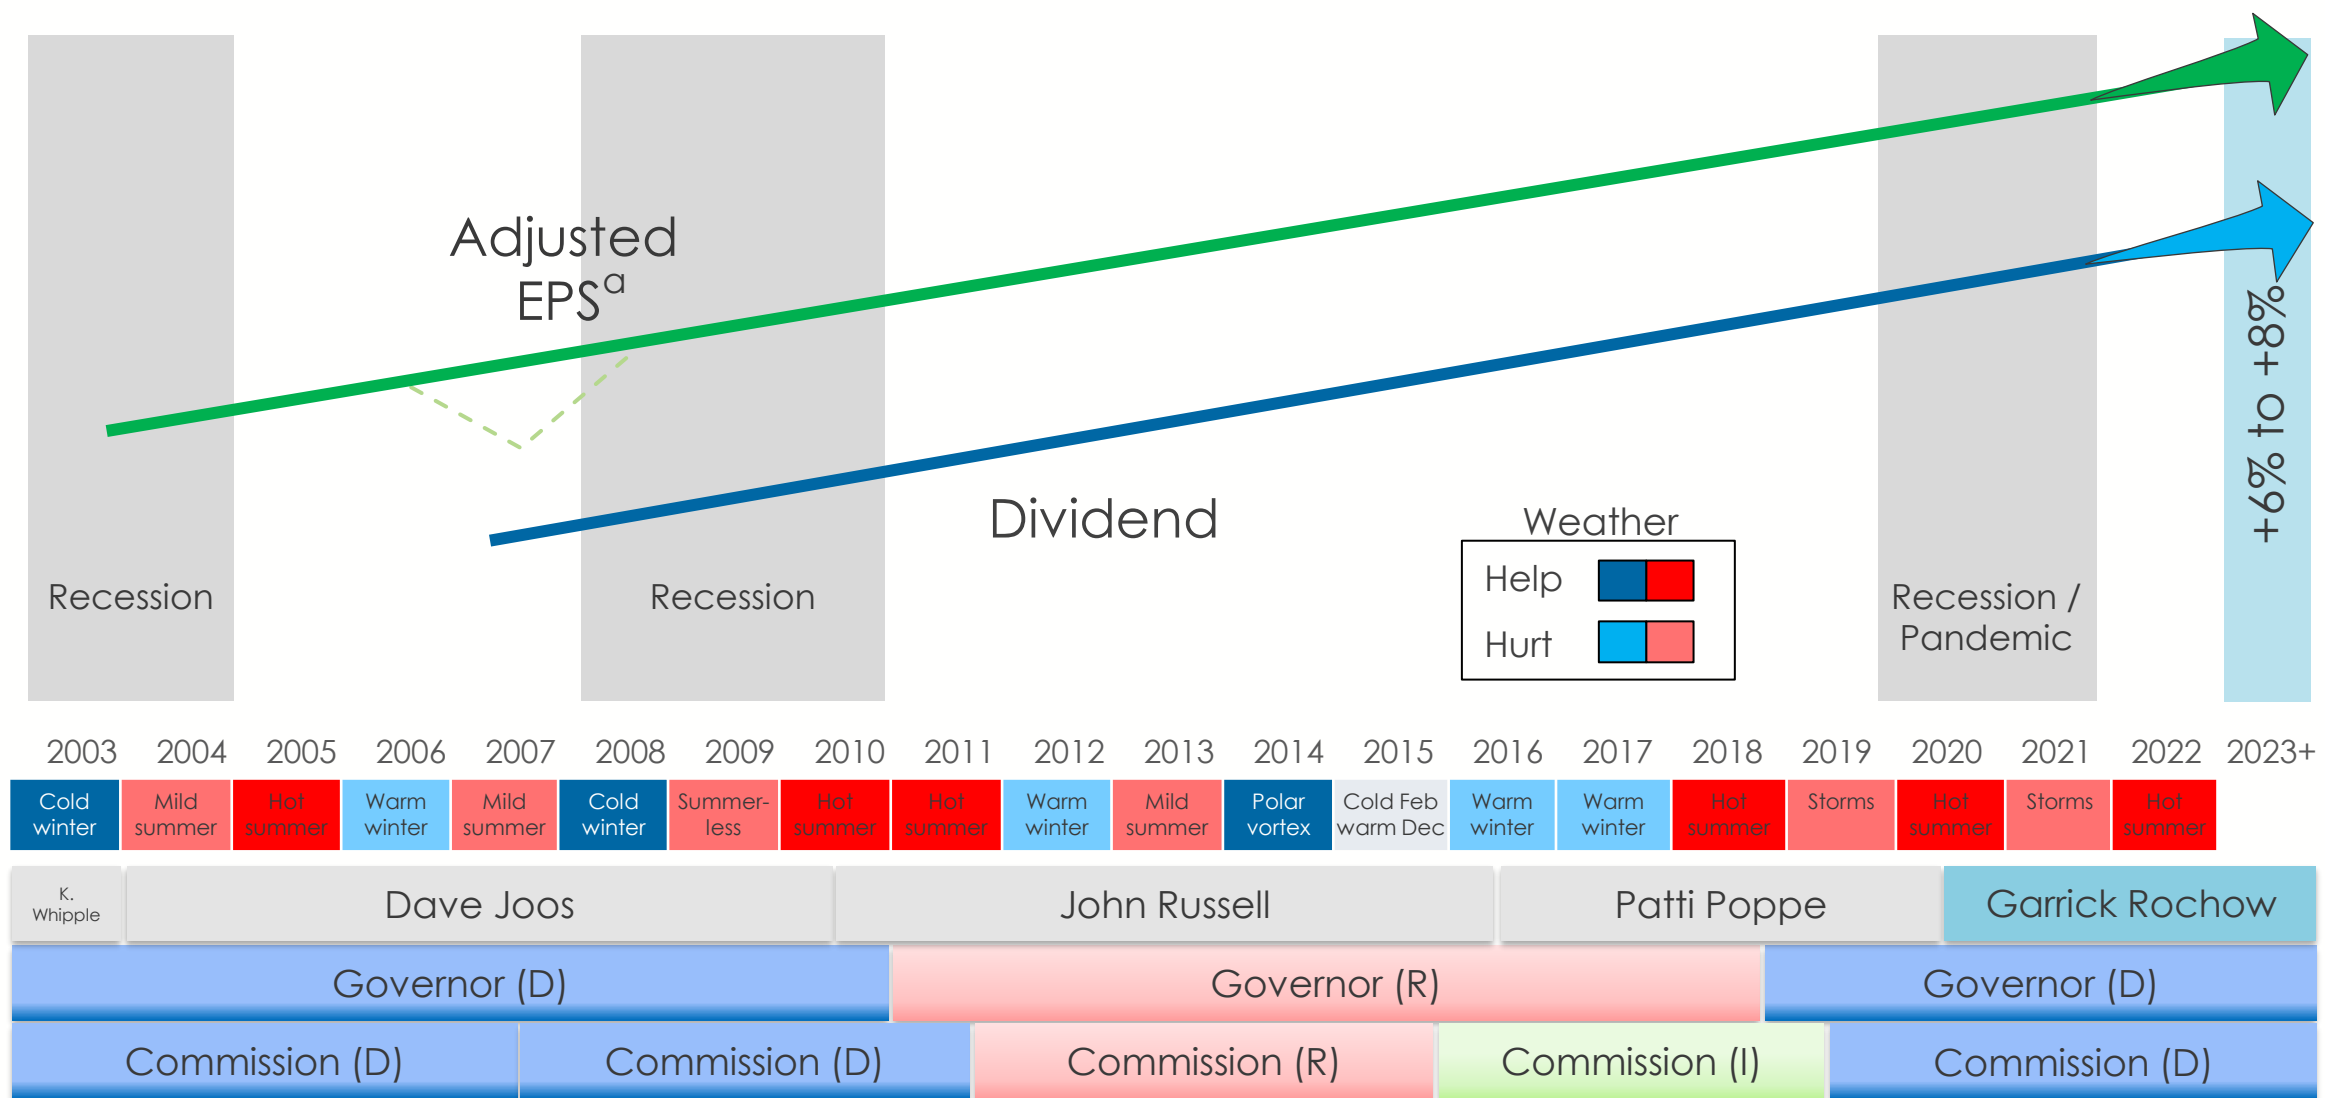 Adjusted
EPSᵃ
Dividend
Weather
Help
Hurt
Recession
Recession
Recession /
Pandemic
+6% to +8%
2003 2004 2005 2006 2007 2008 2009 2010 2011 2012 2013 2014 2015 2016 2017 2018 2019 2020 2021 2022 2023+
Cold
winter
Mild
summer
Hot
summer
Warm
winter
Mild
summer
Cold
winter
Summer-
less
Hot
summer
Hot
summer
Warm
winter
Mild
summer
Polar
vortex
Cold Feb
warm Dec
Warm
winter
Warm
winter
Hot
summer
Storms
Hot
summer
Storms
Hot
summer
K.
Whipple
Dave Joos
John Russell
Patti Poppe
Garrick Rochow
Governor (D)
Governor (R)
Governor (D)
Commission (D)
Commission (D)
Commission (R)
Commission (I)
Commission (D)